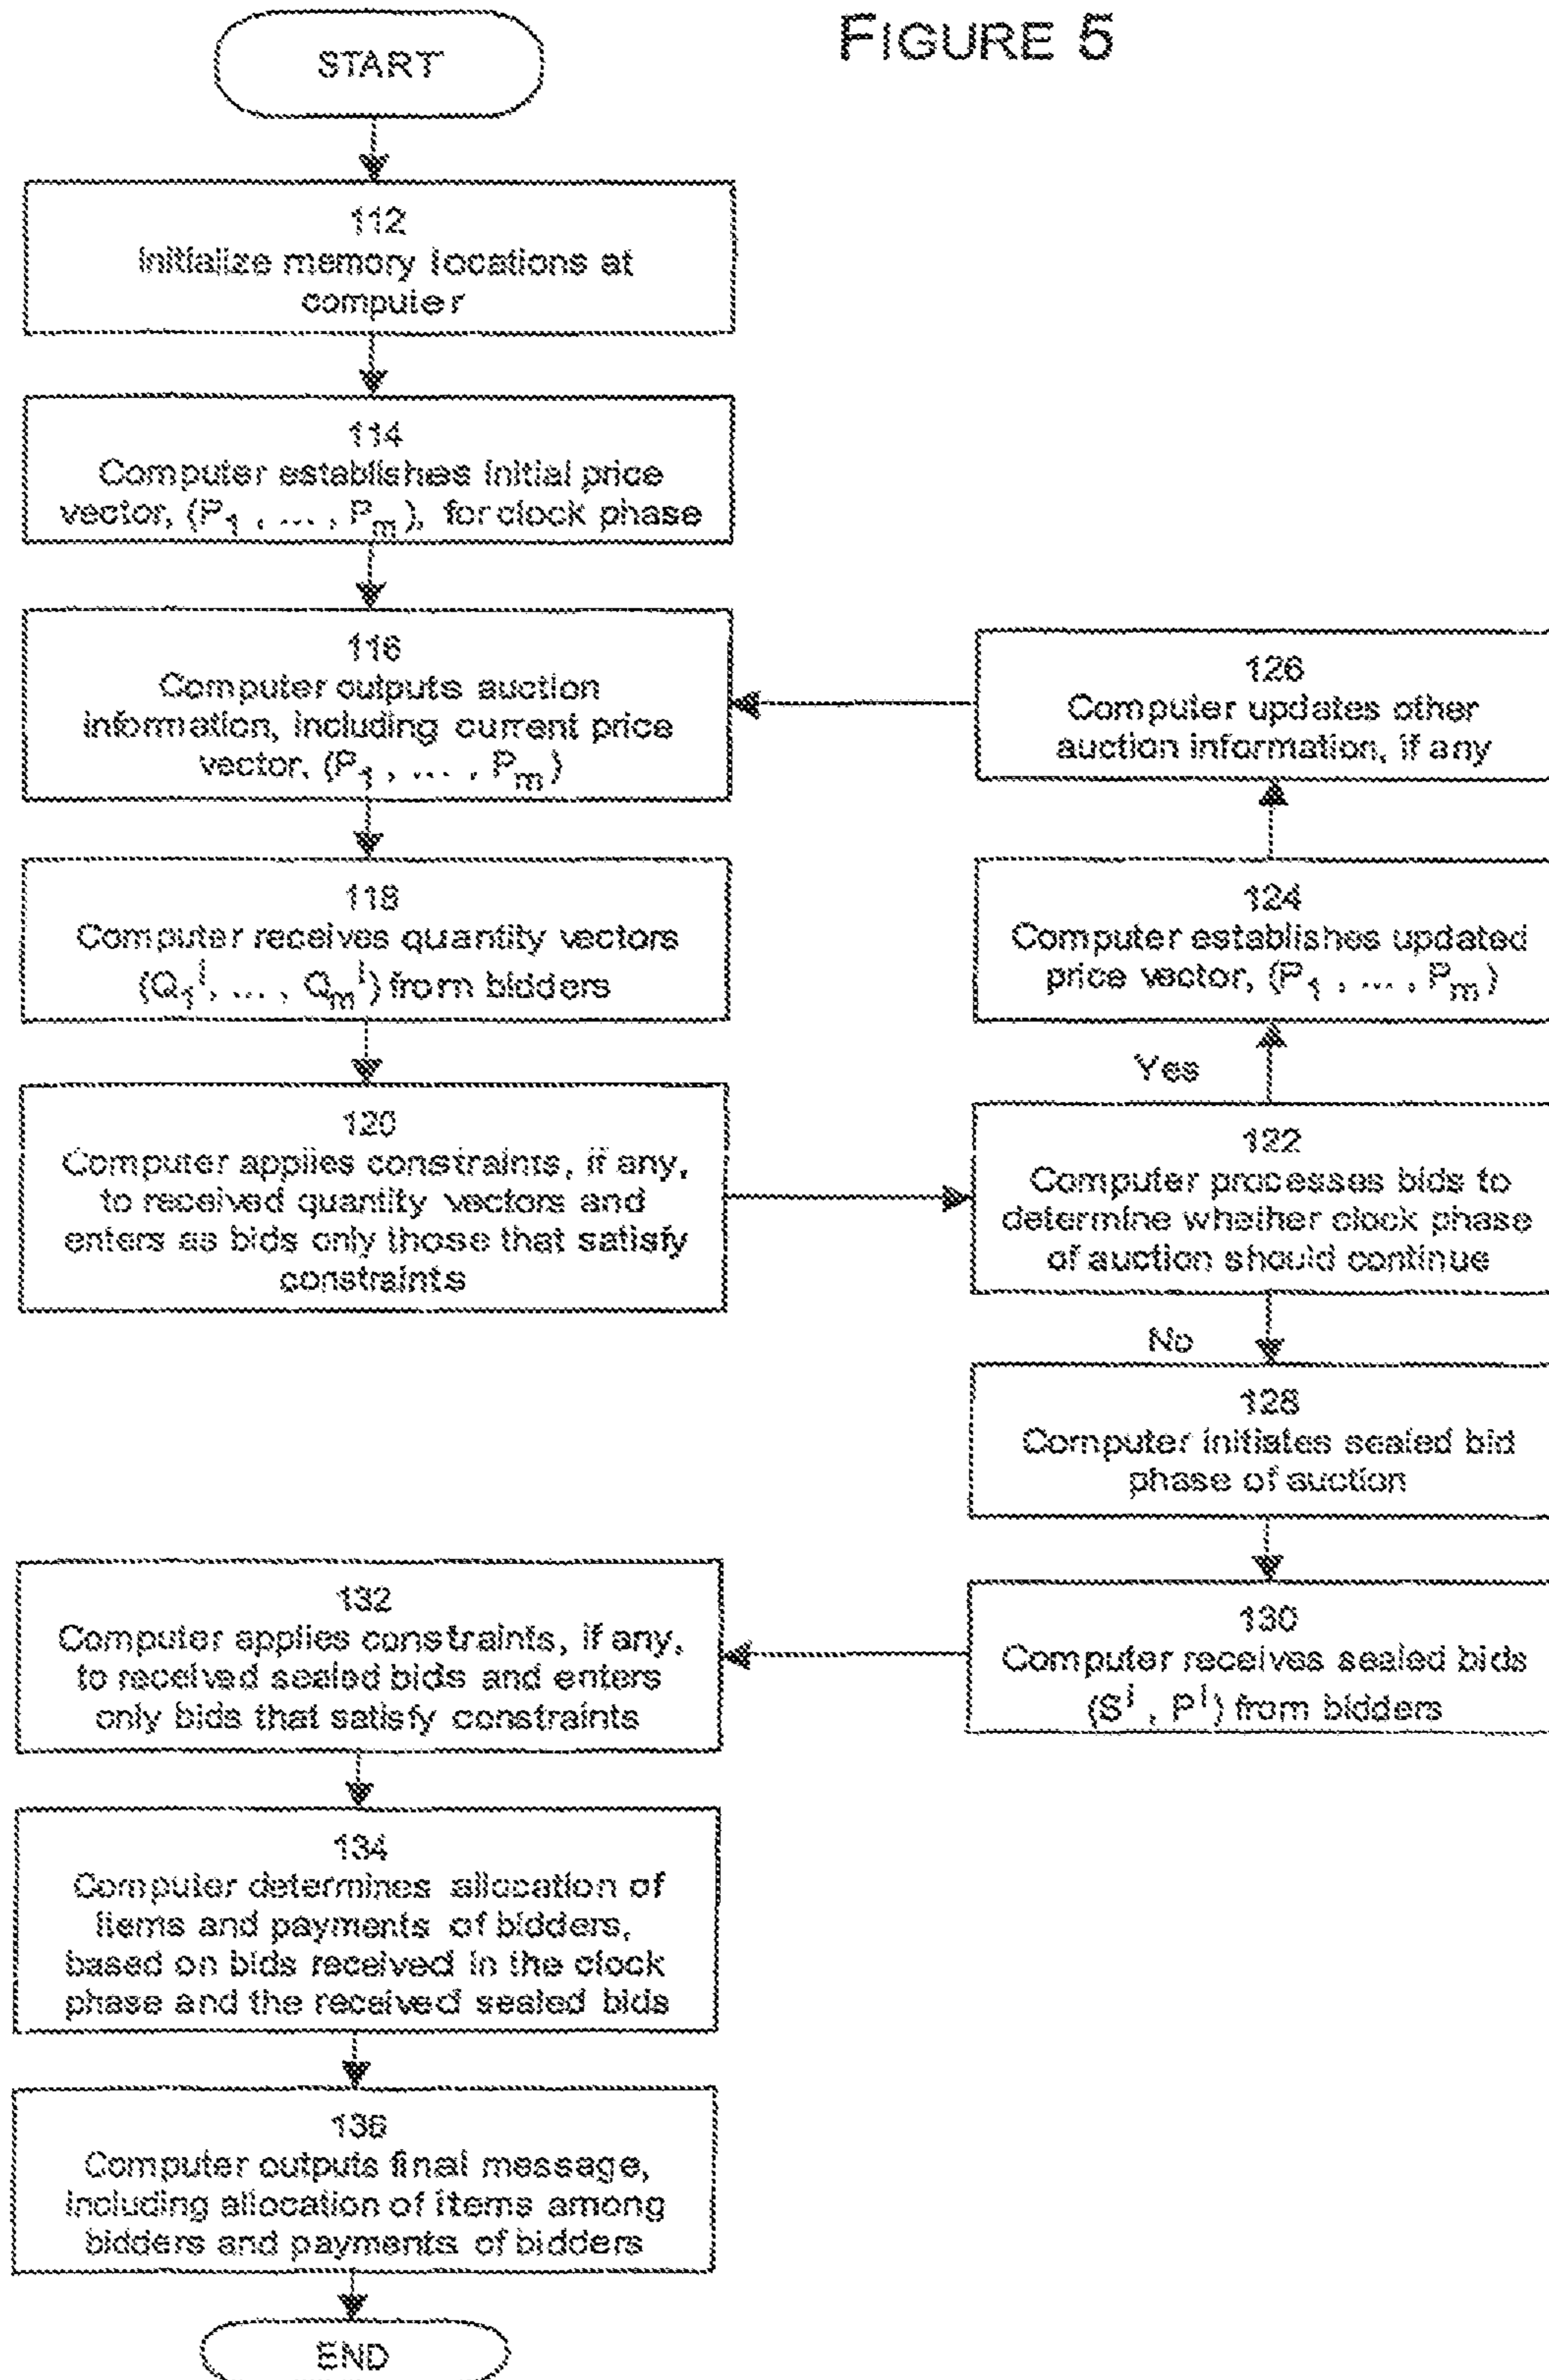 FIGURE 5
START
112
Initialize memory locations at
computer
114
Computer establishes initial price
vector, (P₁ , ... , Pₘ), for clock phase
116
Computer outputs auction
information, including current price
vector, (P₁ , ... , Pₘ)
118
Computer receives quantity vectors
(Q₁ⁱ, ... , Qₘⁱ) from bidders
120
Computer applies constraints, if any,
to received quantity vectors and
enters as bids only those that satisfy
constraints
126
Computer updates other
auction information, if any
124
Computer establishes updated
price vector, (P₁ , ... , Pₘ)
Yes
122
Computer processes bids to
determine whether clock phase
of auction should continue
No
128
Computer initiates sealed bid
phase of auction
130
Computer receives sealed bids
(Sⁱ , Pⁱ) from bidders
132
Computer applies constraints, if any,
to received sealed bids and enters
only bids that satisfy constraints
134
Computer determines allocation of
items and payments of bidders,
based on bids received in the clock
phase and the received sealed bids
136
Computer outputs final message,
including allocation of items among
bidders and payments of bidders
END